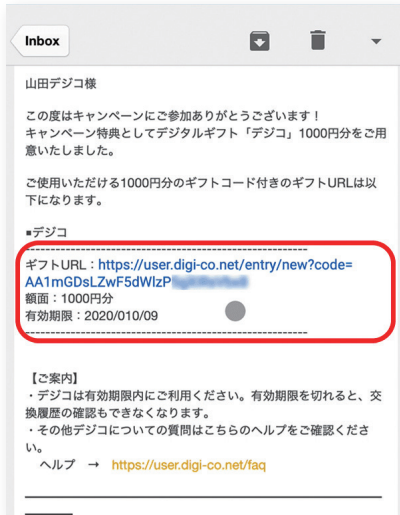 Inbox
山田デジコ様
この度はキャンペーンにご参加ありがとうございます！
キャンペーン特典としてデジタルギフト「デジコ」1000円分をご用
意いたしました。
ご使用いただける1000円分のギフトコード付きのギフトURLは以
下になります。
■デジコ
--------------------------------------------------------
ギフトURL：https://user.digi-co.net/entry/new?code=
AA1mGDsLZwF5dWIzP
額面：1000円分
有効期限：2020/010/09
--------------------------------------------------------
【ご案内】
・デジコは有効期限内にご利用ください。有効期限を切れると、交
換履歴の確認もできなくなります。
・その他デジコについての質問はこちらのヘルプをご確認くださ
い。
ヘルプ → https://user.digi-co.net/faq